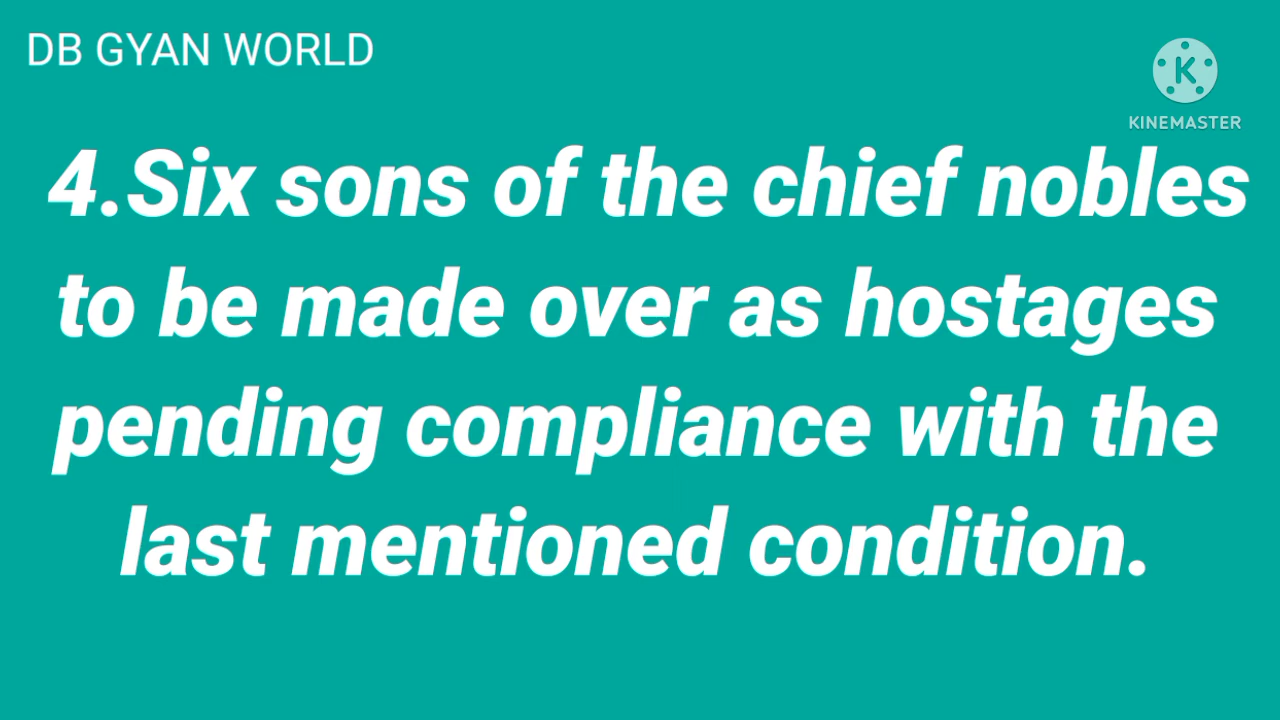 DB GYAN WORLD
K
KINEMASTER
4.Six sons of the chief nobles
to be made over as hostages
pending compliance with the
last mentioned condition.